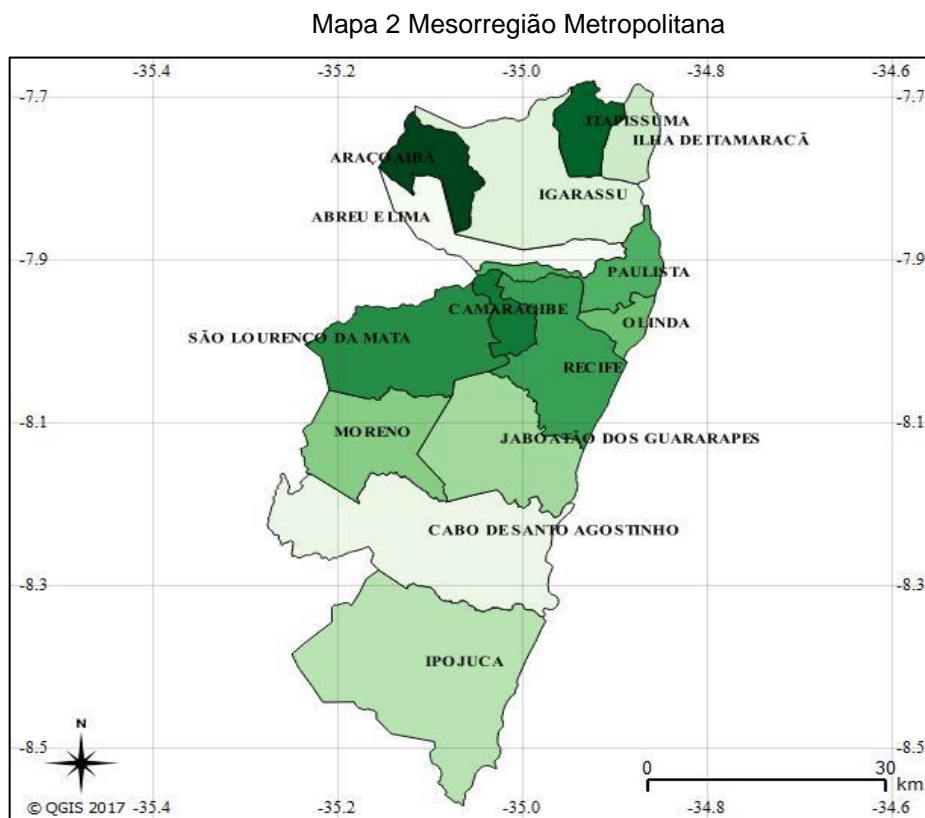 Mapa 2 Mesorregião Metropolitana
-35.4 -35.2 -35.0 -34.8 -34.6
-7.7 -7.7
ITAPISSUMA
ILHA DE ITAMARACÃ
ARAÇOIABA
IGARASSU
ABREU E LIMA
-7.9 -7.9
PAULISTA
CAMARAGIBE
OLINDA
SÃO LOURENÇO DA MATA
RECIFE
-8.1 -8.1
MORENO
JABOATÃO DOS GUARARAPES
CABO DE SANTO AGOSTINHO
-8.3 -8.3
IPOJUCA
N
-8.5 -8.5
0 30
km
© QGIS 2017 -35.4 -35.2 -35.0 -34.8 -34.6